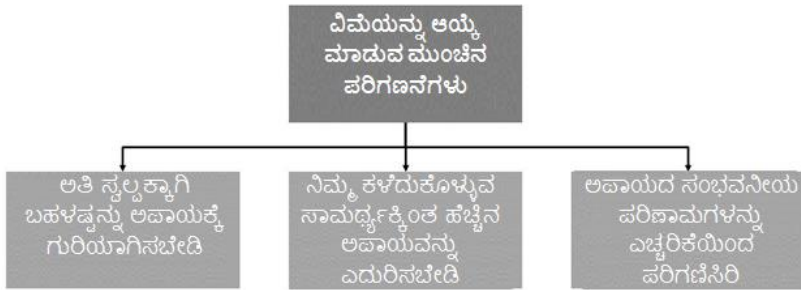 ವಿಮೆಯನ್ನು ಆಯ್ಕೆ
ಮಾಡುವ ಮುಂಚಿನ
ಪರಿಗಣನೆಗಳು
ಅತಿ ಸ್ವಲ್ಪಕ್ಕಾಗಿ
ಬಹಳಷ್ಟನ್ನು ಅಪಾಯಕ್ಕೆ
ಗುರಿಯಾಗಿಸಬೇಡಿ
ನಿಮ್ಮ ಕಳೆದುಕೊಳ್ಳುವ
ಸಾಮರ್ಥ್ಯಕ್ಕಿಂತ ಹೆಚ್ಚಿನ
ಅಪಾಯವನ್ನು
ಎದುರಿಸಬೇಡಿ
ಅಪಾಯದ ಸಂಭವನೀಯ
ಪರಿಣಾಮಗಳನ್ನು
ಎಚ್ಚರಿಕೆಯಿಂದ
ಪರಿಗಣಿಸಿರಿ